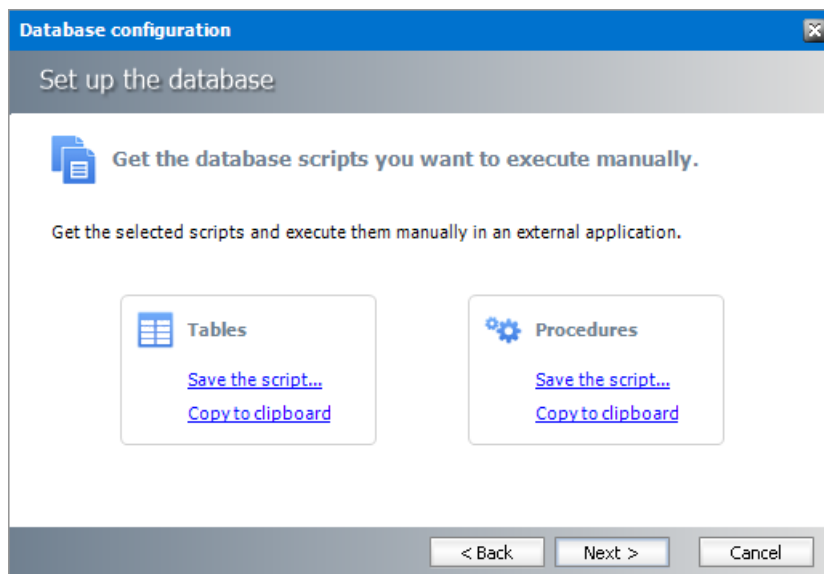 Database configuration
Set up the database
Get the database scripts you want to execute manually.
Get the selected scripts and execute them manually in an external application.
Tables
Save the script...
Copy to clipboard
Procedures
Save the script...
Copy to clipboard
< Back
Next >
Cancel